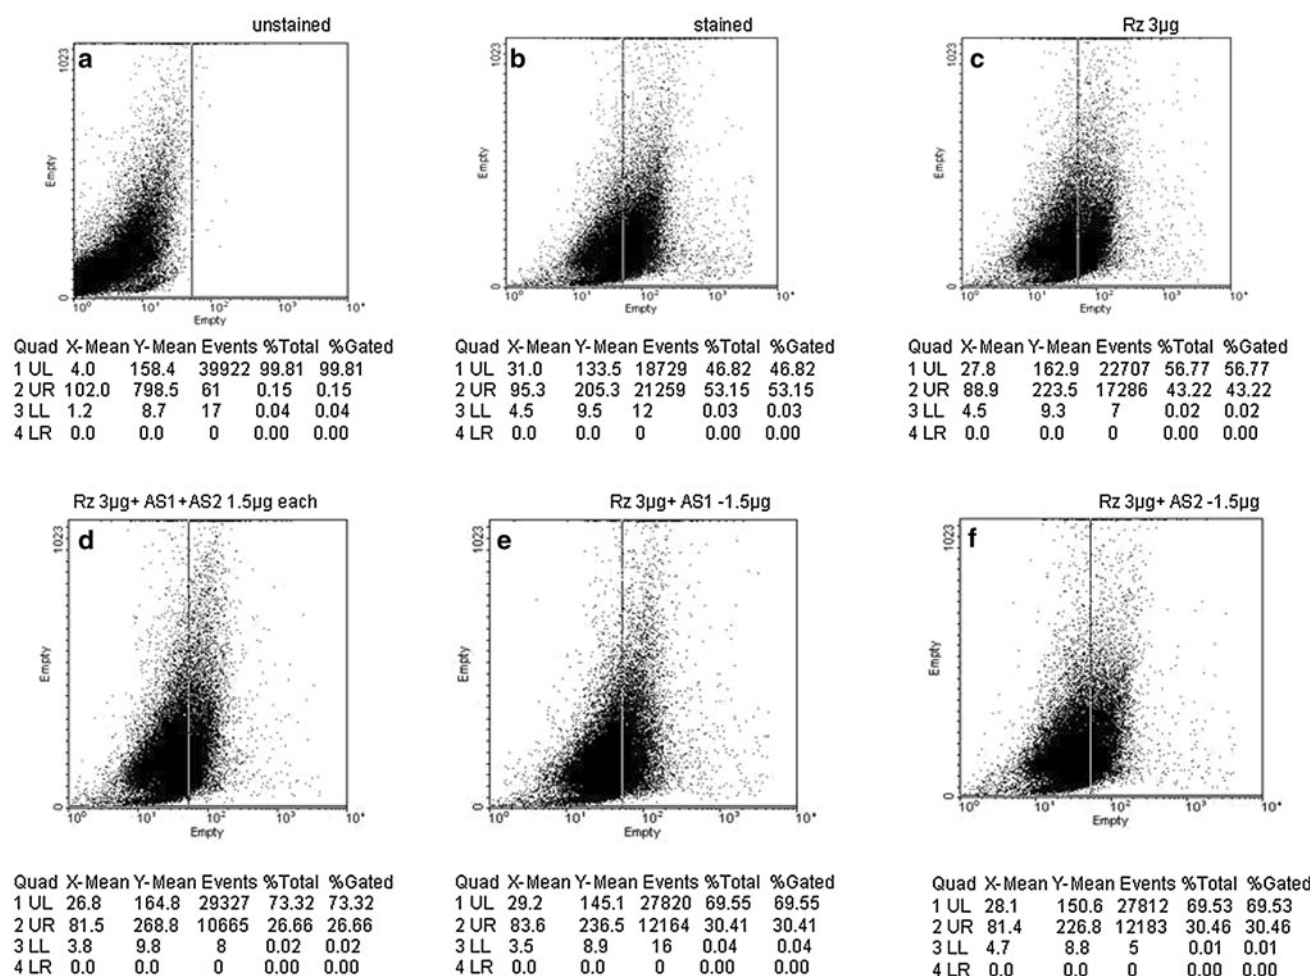 unstained
a
1023
Empty
0
10⁰ 10¹ 10² 10³ 10⁴
Empty
Quad X-Mean Y-Mean Events %Total %Gated
1 UL 4.0 158.4 39922 99.81 99.81
2 UR 102.0 798.5 61 0.15 0.15
3 LL 1.2 8.7 17 0.04 0.04
4 LR 0.0 0.0 0 0.00 0.00
stained
b
1023
Empty
0
10⁰ 10¹ 10² 10³ 10⁴
Empty
Quad X-Mean Y-Mean Events %Total %Gated
1 UL 31.0 133.5 18729 46.82 46.82
2 UR 95.3 205.3 21259 53.15 53.15
3 LL 4.5 9.5 12 0.03 0.03
4 LR 0.0 0.0 0 0.00 0.00
Rz 3µg
c
1023
Empty
0
10⁰ 10¹ 10² 10³ 10⁴
Empty
Quad X-Mean Y-Mean Events %Total %Gated
1 UL 27.8 162.9 22707 56.77 56.77
2 UR 88.9 223.5 17286 43.22 43.22
3 LL 4.5 9.3 7 0.02 0.02
4 LR 0.0 0.0 0 0.00 0.00
Rz 3µg+ AS1+AS2 1.5µg each
d
1023
Empty
0
10⁰ 10¹ 10² 10³ 10⁴
Empty
Quad X-Mean Y-Mean Events %Total %Gated
1 UL 26.8 164.8 29327 73.32 73.32
2 UR 81.5 268.8 10665 26.66 26.66
3 LL 3.8 9.8 8 0.02 0.02
4 LR 0.0 0.0 0 0.00 0.00
Rz 3µg+ AS1 -1.5µg
e
1023
Empty
0
10⁰ 10¹ 10² 10³ 10⁴
Empty
Quad X-Mean Y-Mean Events %Total %Gated
1 UL 29.2 145.1 27820 69.55 69.55
2 UR 83.6 236.5 12164 30.41 30.41
3 LL 3.5 8.9 16 0.04 0.04
4 LR 0.0 0.0 0 0.00 0.00
Rz 3µg+ AS2 -1.5µg
f
1023
Empty
0
10⁰ 10¹ 10² 10³ 10⁴
Empty
Quad X-Mean Y-Mean Events %Total %Gated
1 UL 28.1 150.6 27812 69.53 69.53
2 UR 81.4 226.8 12183 30.46 30.46
3 LL 4.7 8.8 5 0.01 0.01
4 LR 0.0 0.0 0 0.00 0.00